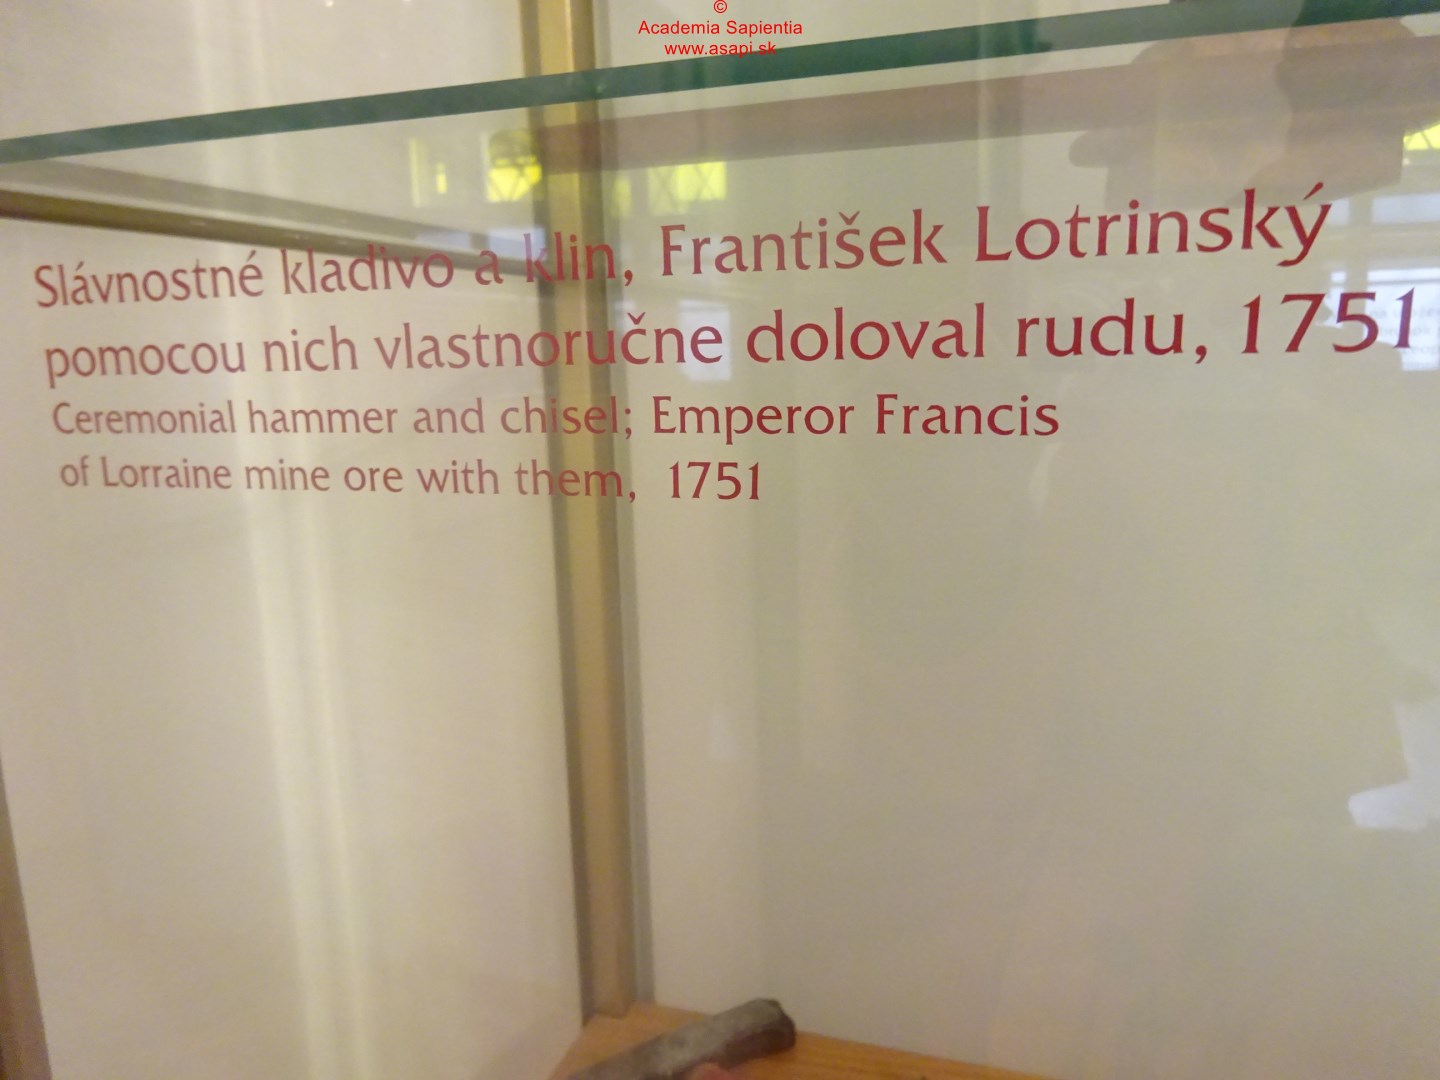 ©
Academia Sapientia
www.asapi.sk
Slávnostné kladivo a klin, František Lotrinský
pomocou nich vlastnoručne doloval rudu, 1751
Ceremonial hammer and chisel; Emperor Francis
of Lorraine mine ore with them, 1751